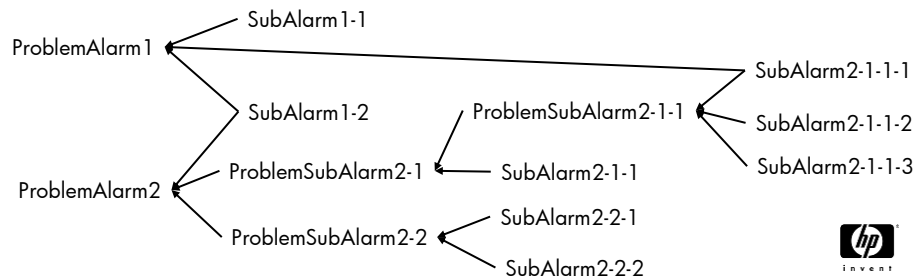 SubAlarm1-1
ProblemAlarm1
SubAlarm2-1-1-1
SubAlarm1-2
ProblemSubAlarm2-1-1
SubAlarm2-1-1-2
SubAlarm2-1-1-3
ProblemSubAlarm2-1
SubAlarm2-1-1
ProblemAlarm2
SubAlarm2-2-1
ProblemSubAlarm2-2
SubAlarm2-2-2
hp
invent